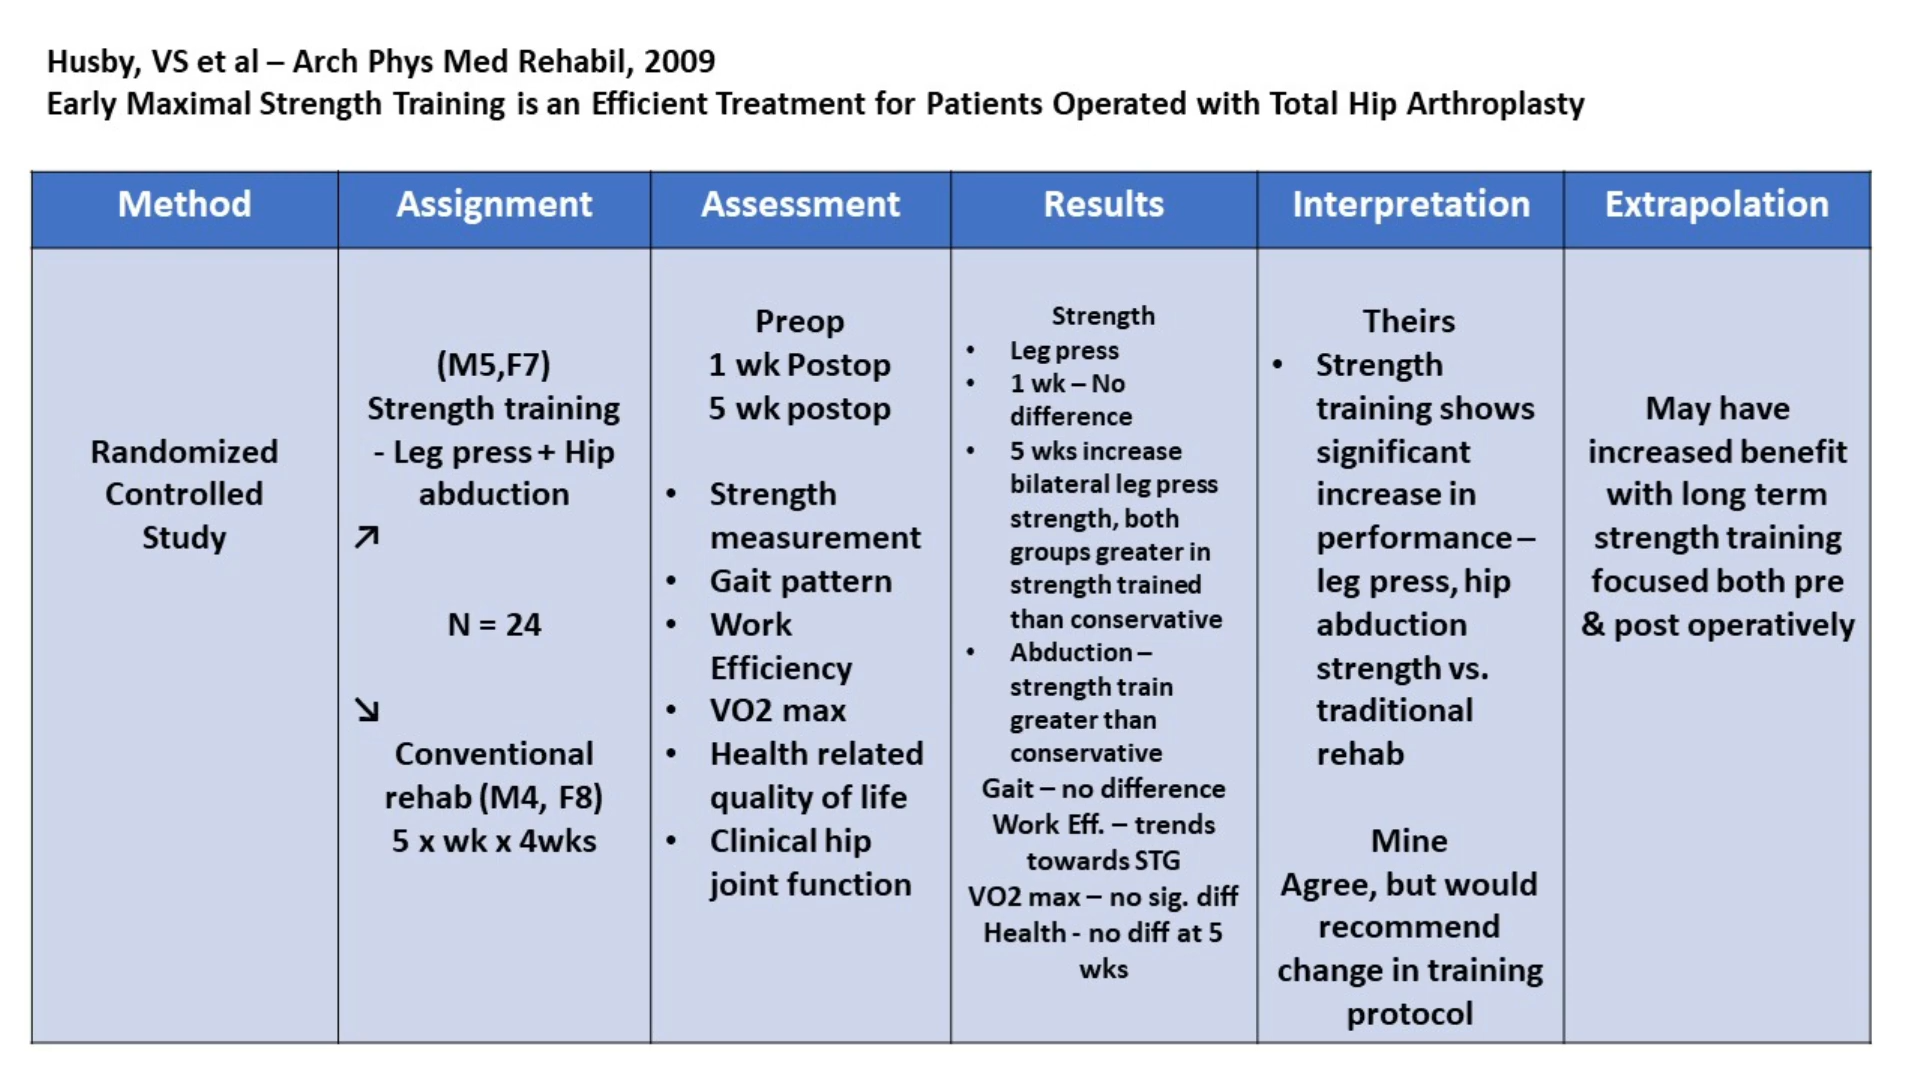 Husby, VS et al – Arch Phys Med Rehabil, 2009
Early Maximal Strength Training is an Efficient Treatment for Patients Operated with Total Hip Arthroplasty
Method
Assignment
Assessment
Results
Interpretation
Extrapolation
Randomized
Controlled
Study
(M5,F7)
Strength training
- Leg press + Hip
abduction
↗
N = 24
↘
Conventional
rehab (M4, F8)
5 x wk x 4wks
Preop
1 wk Postop
5 wk postop
• Strength
measurement
• Gait pattern
• Work
Efficiency
• VO2 max
• Health related
quality of life
• Clinical hip
joint function
Strength
• Leg press
• 1 wk – No
difference
• 5 wks increase
bilateral leg press
strength, both
groups greater in
strength trained
than conservative
• Abduction –
strength train
greater than
conservative
Gait – no difference
Work Eff. – trends
towards STG
VO2 max – no sig. diff
Health - no diff at 5
wks
Theirs
• Strength
training shows
significant
increase in
performance –
leg press, hip
abduction
strength vs.
traditional
rehab
Mine
Agree, but would
recommend
change in training
protocol
May have
increased benefit
with long term
strength training
focused both pre
& post operatively